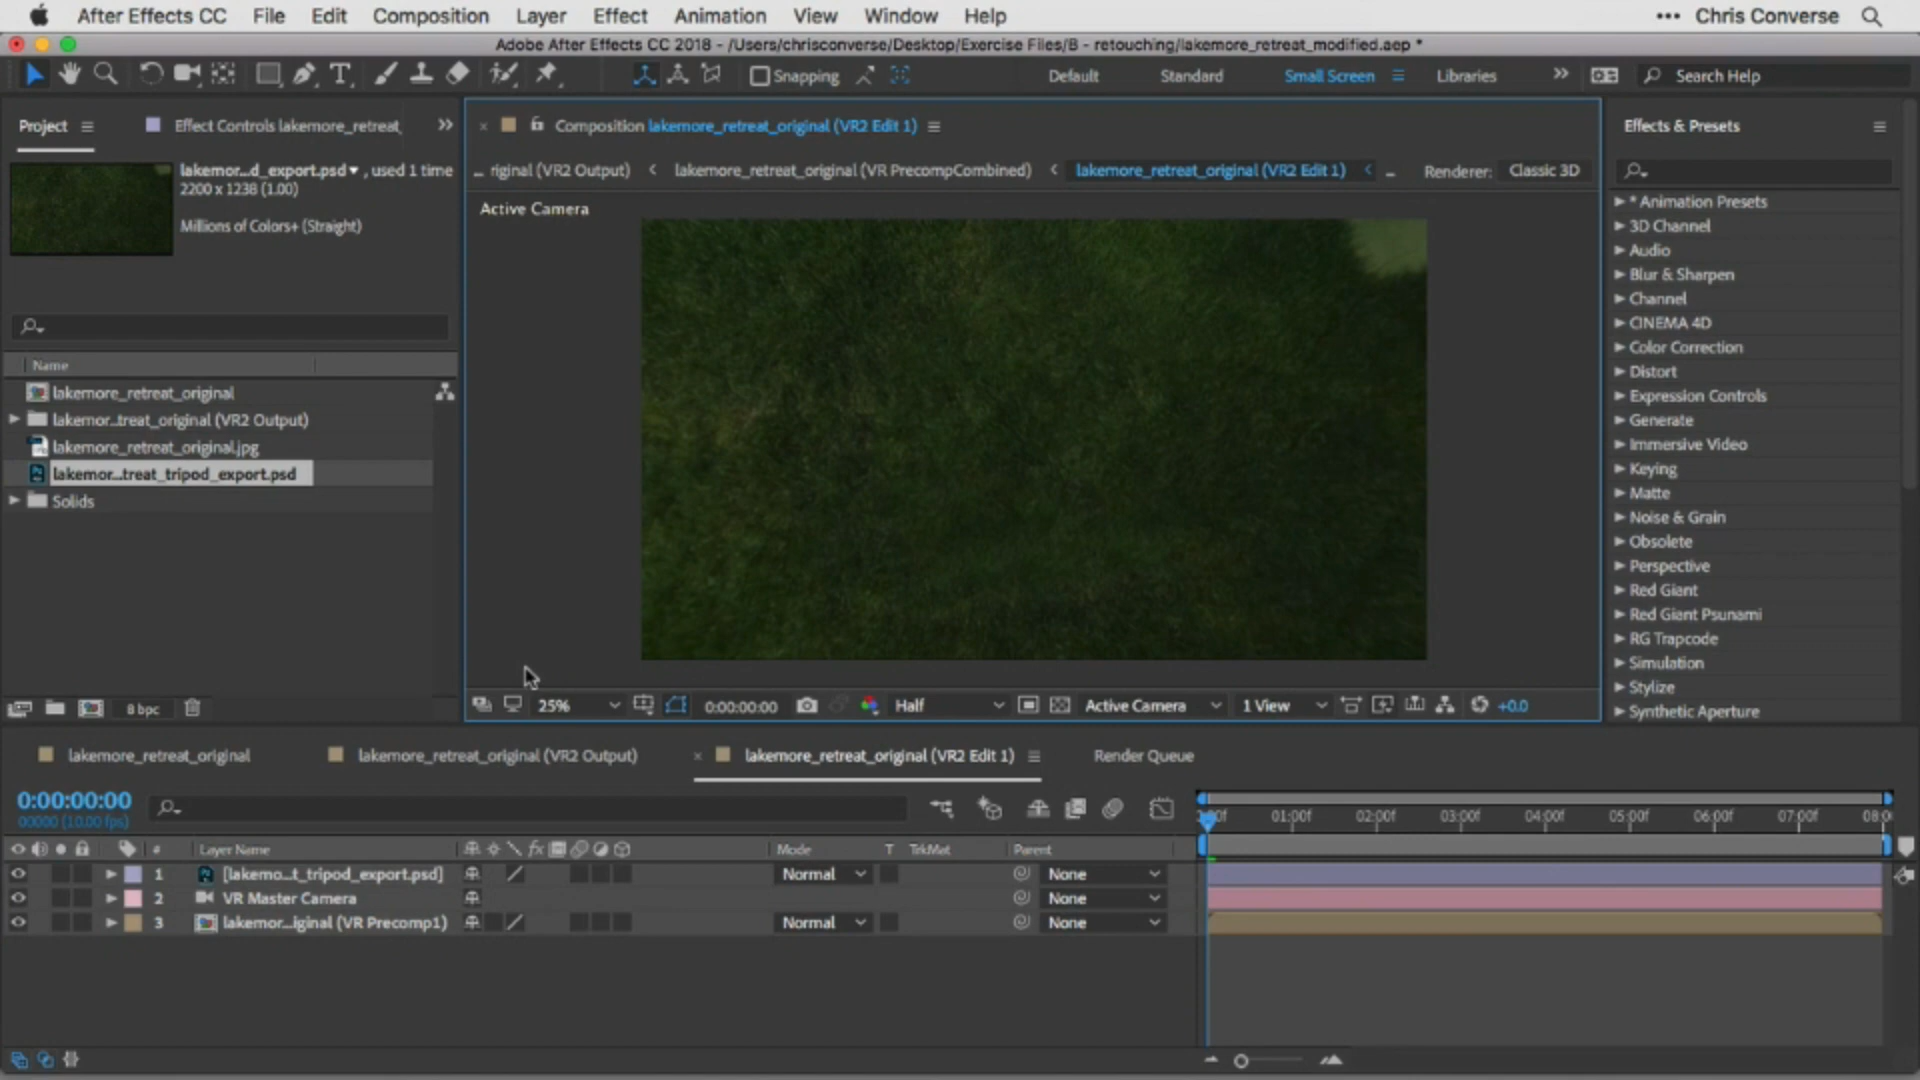 After Effects CC File Edit Composition Layer Effect Animation View Window Help ••• Chris Converse
Adobe After Effects CC 2018 - /Users/chrisconverse/Desktop/Exercise Files/B - retouching/lakemore_retreat_modified.aep *
Snapping Default Standard Small Screen Libraries Search Help
Project Effect Controls lakemore_retreat_
Composition lakemore_retreat_original (VR2 Edit 1)
Effects & Presets
lakemor...d_export.psd , used 1 time
2200 x 1238 (1.00)
Millions of Colors+ (Straight)
riginal (VR2 Output) lakemore_retreat_original (VR PrecompCombined) lakemore_retreat_original (VR2 Edit 1) Renderer: Classic 3D
Active Camera
Name
lakemore_retreat_original
lakemor...treat_original (VR2 Output)
lakemore_retreat_original.jpg
lakemor...treat_tripod_export.psd
Solids
8 bpc
25% 0:00:00:00 Half Active Camera 1 View +0.0
* Animation Presets
3D Channel
Audio
Blur & Sharpen
Channel
CINEMA 4D
Color Correction
Distort
Expression Controls
Generate
Immersive Video
Keying
Matte
Noise & Grain
Obsolete
Perspective
Red Giant
Red Giant Psunami
RG Trapcode
Simulation
Stylize
Synthetic Aperture
lakemore_retreat_original lakemore_retreat_original (VR2 Output) lakemore_retreat_original (VR2 Edit 1) Render Queue
0:00:00:00
00000 (10.00 fps)
01:00f 02:00f 03:00f 04:00f 05:00f 06:00f 07:00f 08:0
# Layer Name fx Mode T TrkMat Parent
1 [lakemo...t_tripod_export.psd] Normal None
2 VR Master Camera None
3 lakemor...iginal (VR Precomp1) Normal None